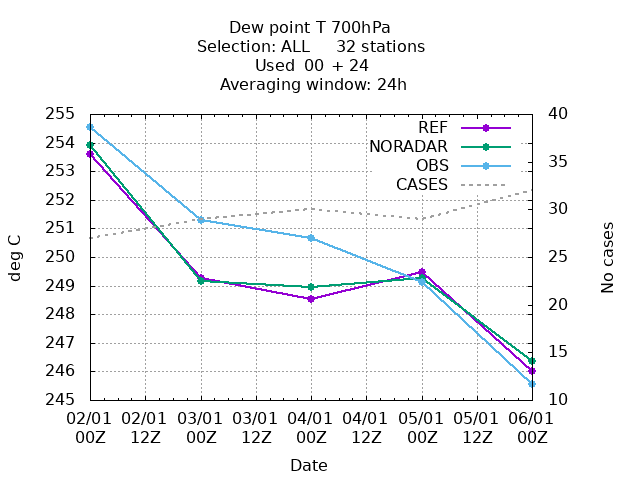 Dew point T 700hPa
Selection: ALL 32 stations
Used 00 + 24
Averaging window: 24h
255
254
253
252
251
250
249
248
247
246
245
deg C
40
35
30
25
20
15
10
No cases
REF
NORADAR
OBS
CASES
02/01 02/01 03/01 03/01 04/01 04/01 05/01 05/01 06/01
00Z 12Z 00Z 12Z 00Z 12Z 00Z 12Z 00Z
Date